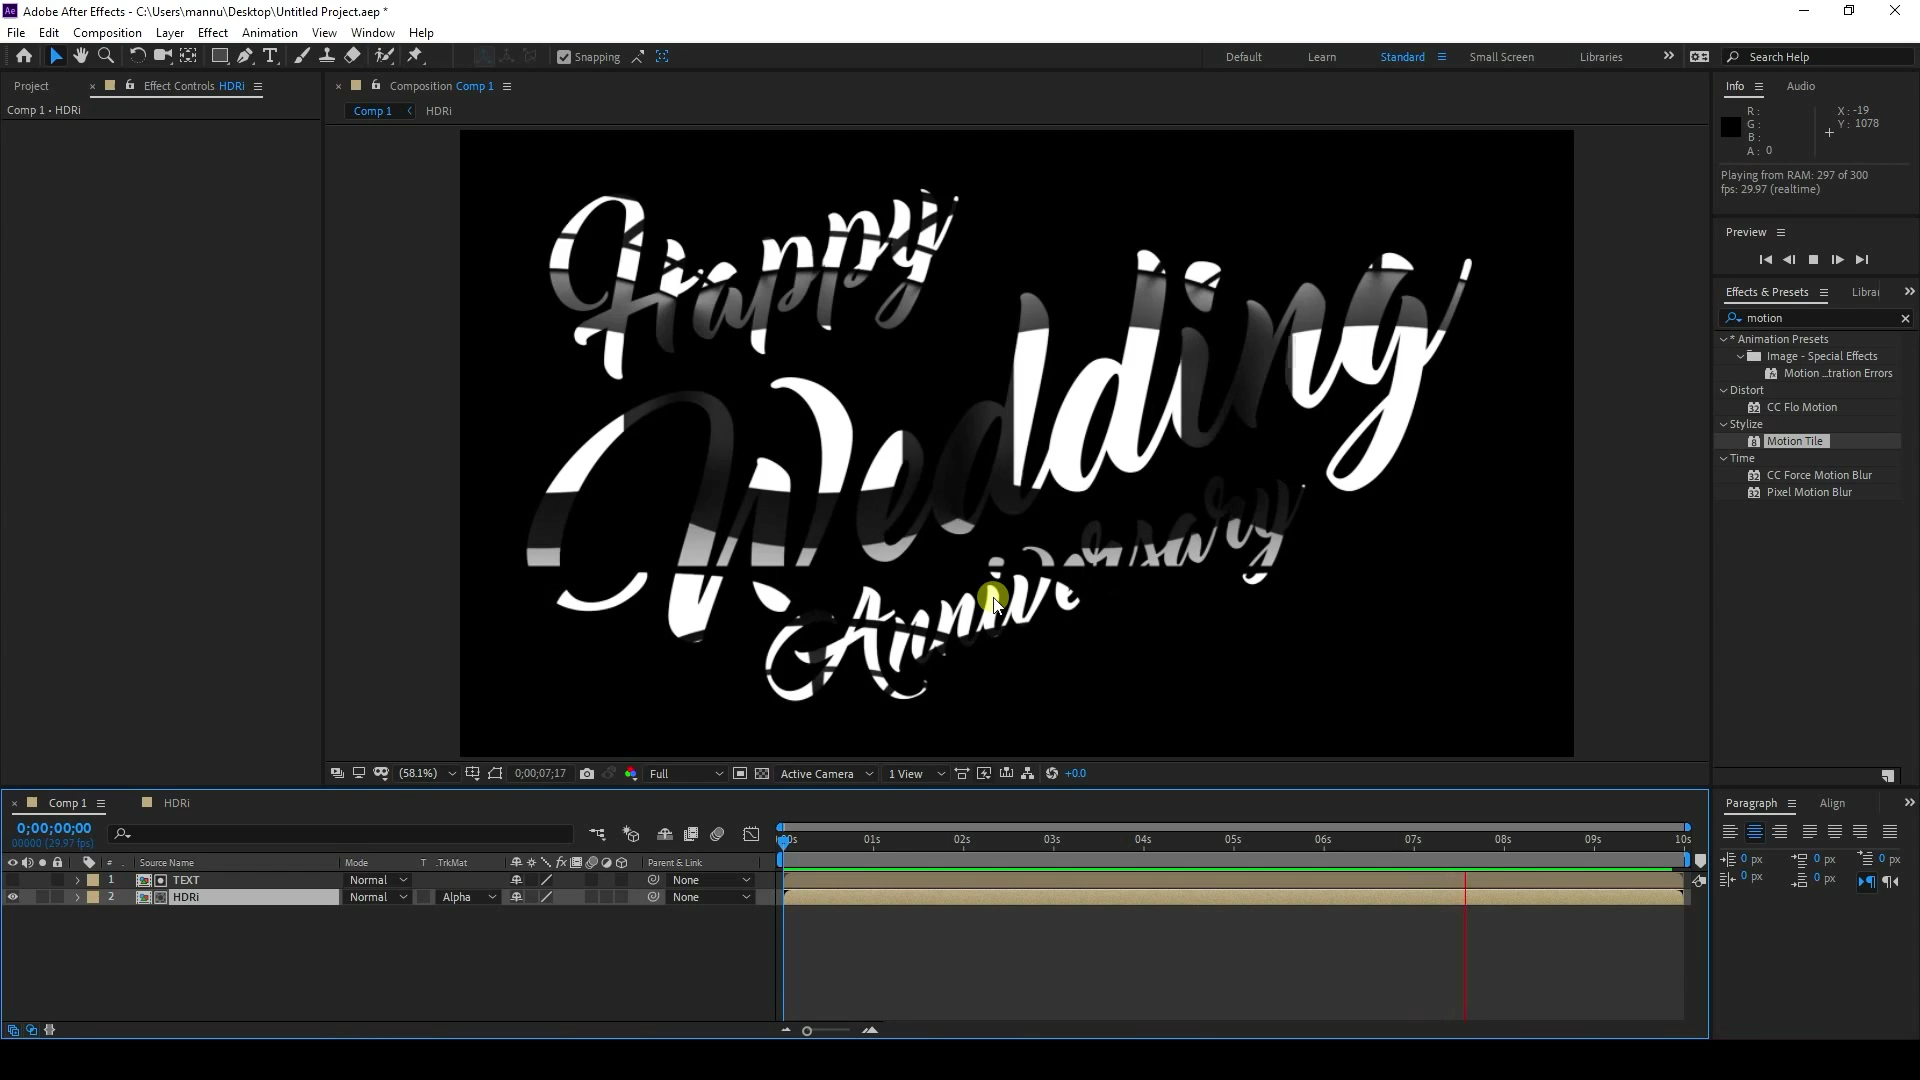 Adobe After Effects - C:\Users\mannu\Desktop\Untitled Project.aep *
File Edit Composition Layer Effect Animation View Window Help
Snapping Default Learn Standard Small Screen Libraries Search Help
Project Effect Controls HDRi
Comp 1 • HDRi
Composition Comp 1
Comp 1 HDRi
Info Audio
R: X: -19
G: Y: 1078
B:
A: 0
Playing from RAM: 297 of 300
fps: 29.97 (realtime)
Preview
Effects & Presets Librar
motion
* Animation Presets
Image - Special Effects
Motion ...tration Errors
Distort
CC Flo Motion
Stylize
Motion Tile
Time
CC Force Motion Blur
Pixel Motion Blur
Happy
Wedding
Anniversary
(58.1%) 0;00;07;17 Full Active Camera 1 View +0.0
Comp 1 HDRi
0;00;00;00
00000 (29.97 fps)
00s 01s 02s 03s 04s 05s 06s 07s 08s 09s 10s
# Source Name Mode T .TrkMat Parent & Link
1 TEXT Normal None
2 HDRi Normal Alpha None
Paragraph Align
0 px 0 px 0 px
0 px 0 px